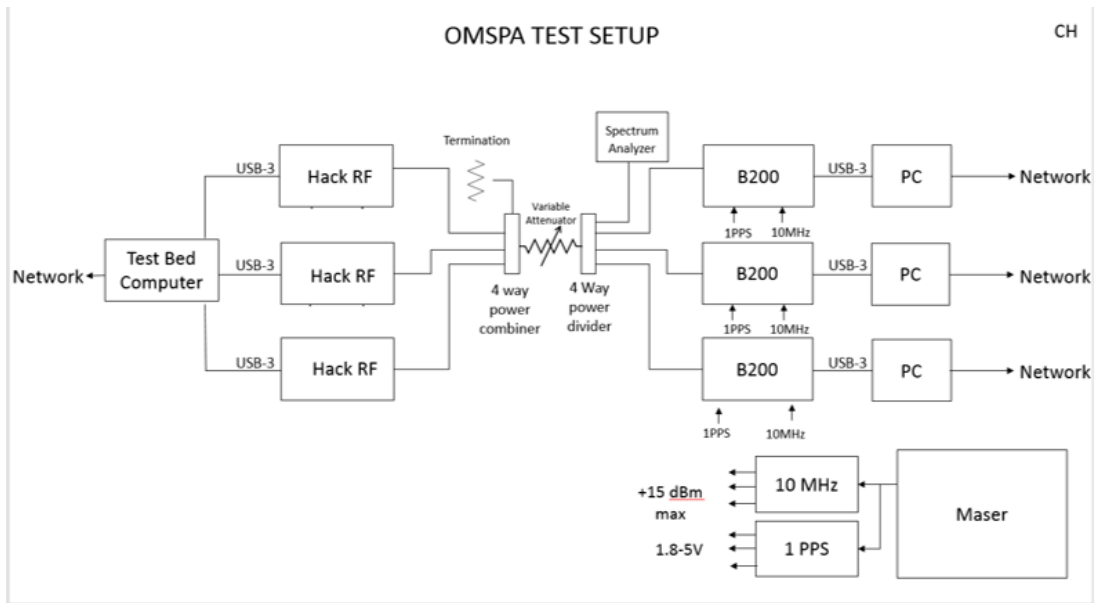 OMSPA TEST SETUP
CH
Termination
Spectrum
Analyzer
USB-3
Hack RF
B200
USB-3
PC
Network
Variable
Attenuator
1PPS
10MHz
Network
Test Bed
Computer
USB-3
Hack RF
B200
USB-3
PC
Network
4 way
power
combiner
4 Way
power
divider
1PPS
10MHz
USB-3
Hack RF
B200
USB-3
PC
Network
1PPS
10MHz
+15 dBm
max
10 MHz
Maser
1.8-5V
1 PPS